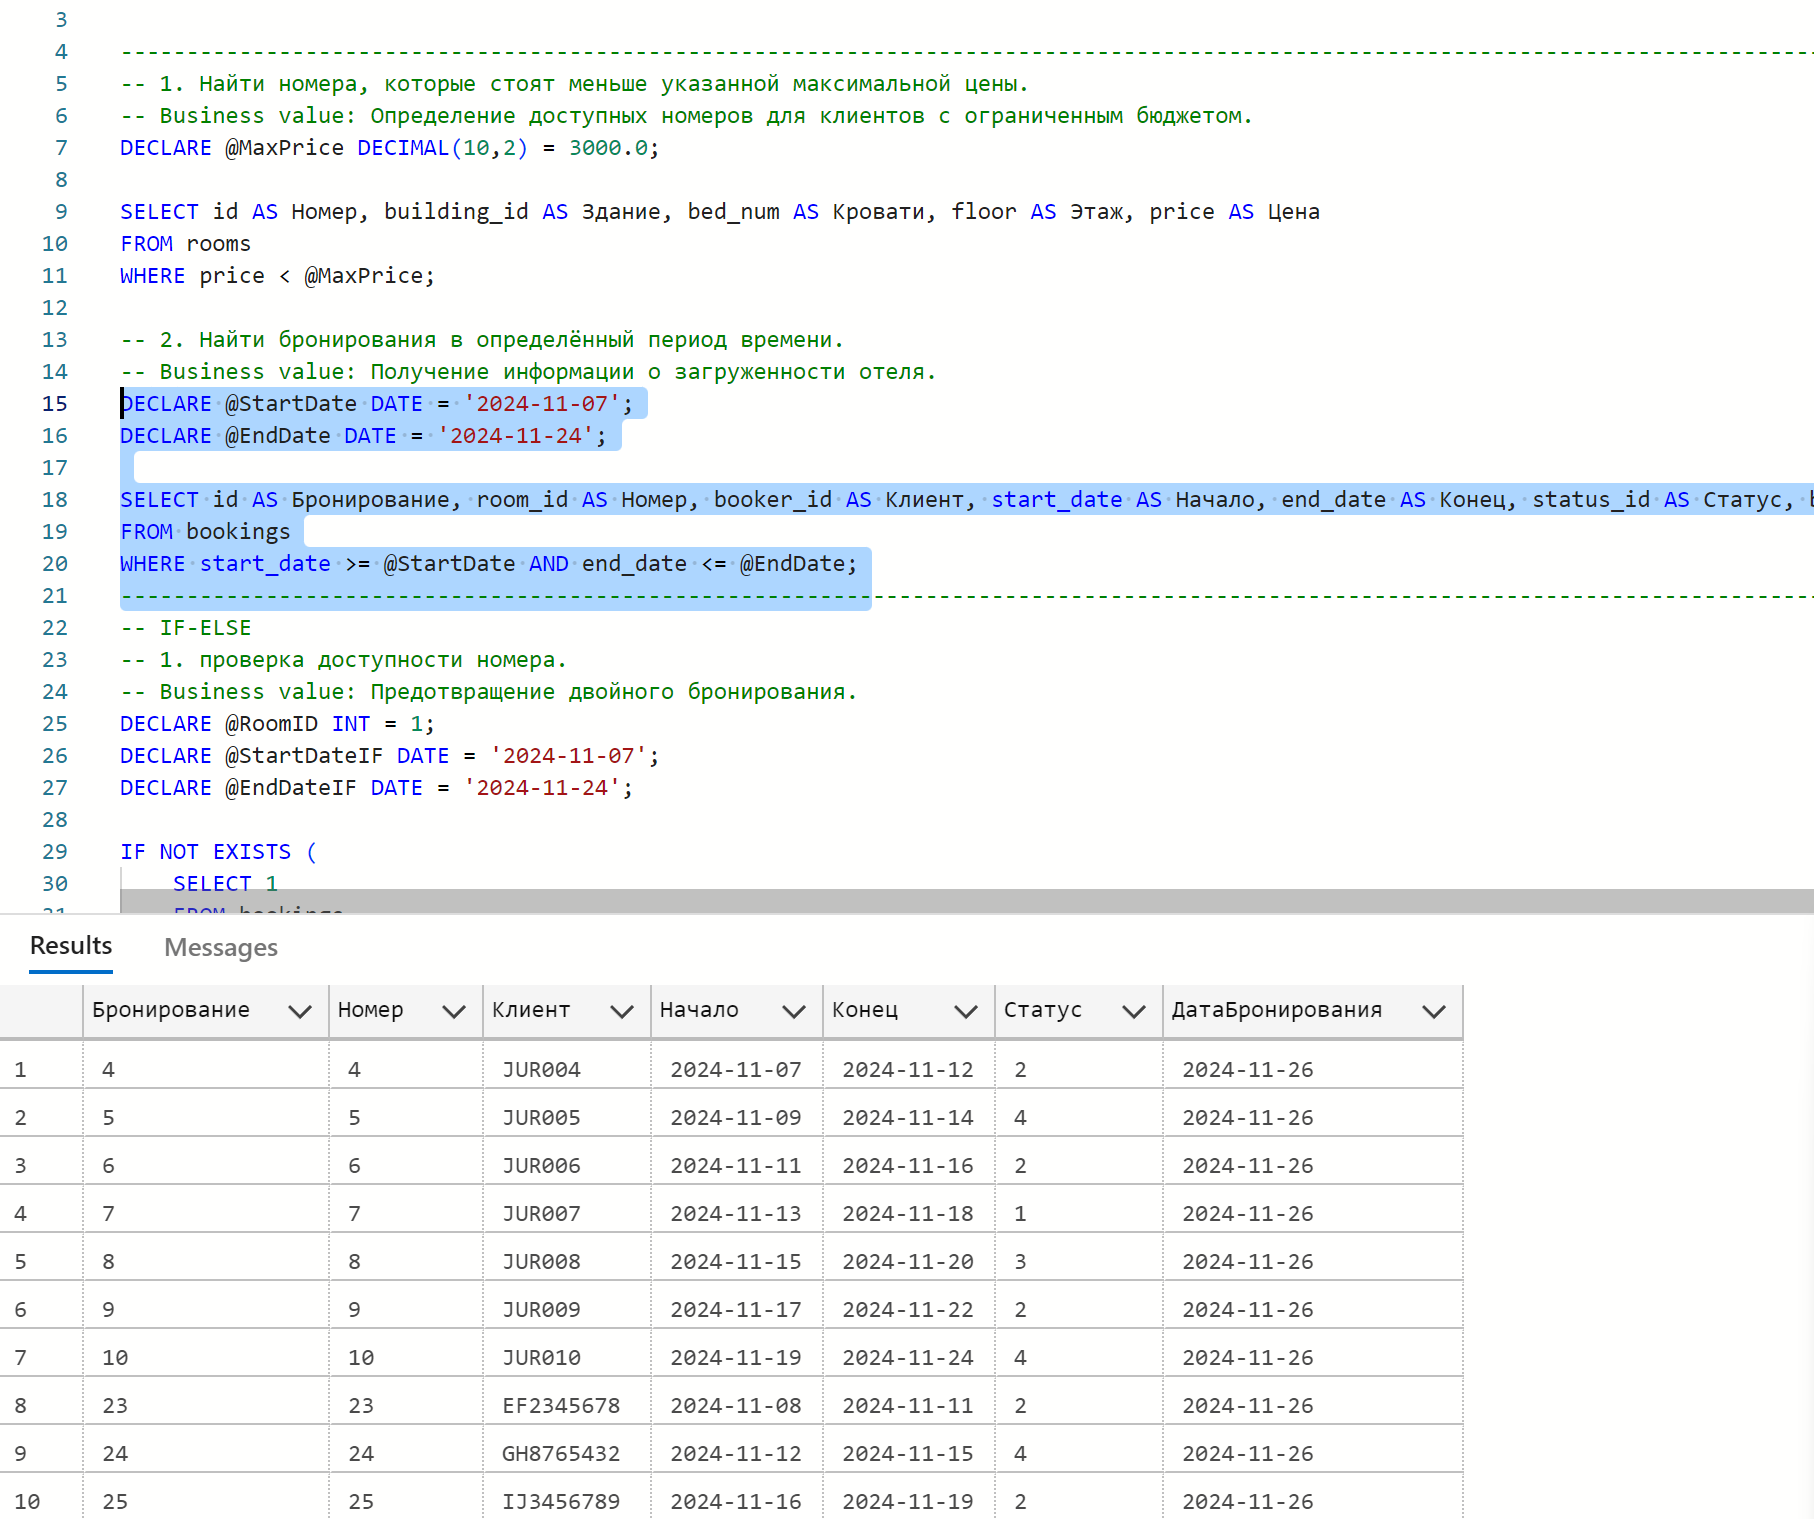 3
4 --------------------------------------------------------------------------------------------------------------------------------
5 -- 1. Найти номера, которые стоят меньше указанной максимальной цены.
6 -- Business value: Определение доступных номеров для клиентов с ограниченным бюджетом.
7 DECLARE @MaxPrice DECIMAL(10,2) = 3000.0;
8
9 SELECT id AS Номер, building_id AS Здание, bed_num AS Кровати, floor AS Этаж, price AS Цена
10 FROM rooms
11 WHERE price < @MaxPrice;
12
13 -- 2. Найти бронирования в определённый период времени.
14 -- Business value: Получение информации о загруженности отеля.
15 DECLARE @StartDate DATE = '2024-11-07';
16 DECLARE @EndDate DATE = '2024-11-24';
17
18 SELECT id AS Бронирование, room_id AS Номер, booker_id AS Клиент, start_date AS Начало, end_date AS Конец, status_id AS Статус,
19 FROM bookings
20 WHERE start_date >= @StartDate AND end_date <= @EndDate;
21 --------------------------------------------------------------------------------------------------------------------------------
22 -- IF-ELSE
23 -- 1. проверка доступности номера.
24 -- Business value: Предотвращение двойного бронирования.
25 DECLARE @RoomID INT = 1;
26 DECLARE @StartDateIF DATE = '2024-11-07';
27 DECLARE @EndDateIF DATE = '2024-11-24';
28
29 IF NOT EXISTS (
30 SELECT 1
31 FROM bookings
Results Messages
Бронирование Номер Клиент Начало Конец Статус ДатаБронирования
1 4 4 JUR004 2024-11-07 2024-11-12 2 2024-11-26
2 5 5 JUR005 2024-11-09 2024-11-14 4 2024-11-26
3 6 6 JUR006 2024-11-11 2024-11-16 2 2024-11-26
4 7 7 JUR007 2024-11-13 2024-11-18 1 2024-11-26
5 8 8 JUR008 2024-11-15 2024-11-20 3 2024-11-26
6 9 9 JUR009 2024-11-17 2024-11-22 2 2024-11-26
7 10 10 JUR010 2024-11-19 2024-11-24 4 2024-11-26
8 23 23 EF2345678 2024-11-08 2024-11-11 2 2024-11-26
9 24 24 GH8765432 2024-11-12 2024-11-15 4 2024-11-26
10 25 25 IJ3456789 2024-11-16 2024-11-19 2 2024-11-26